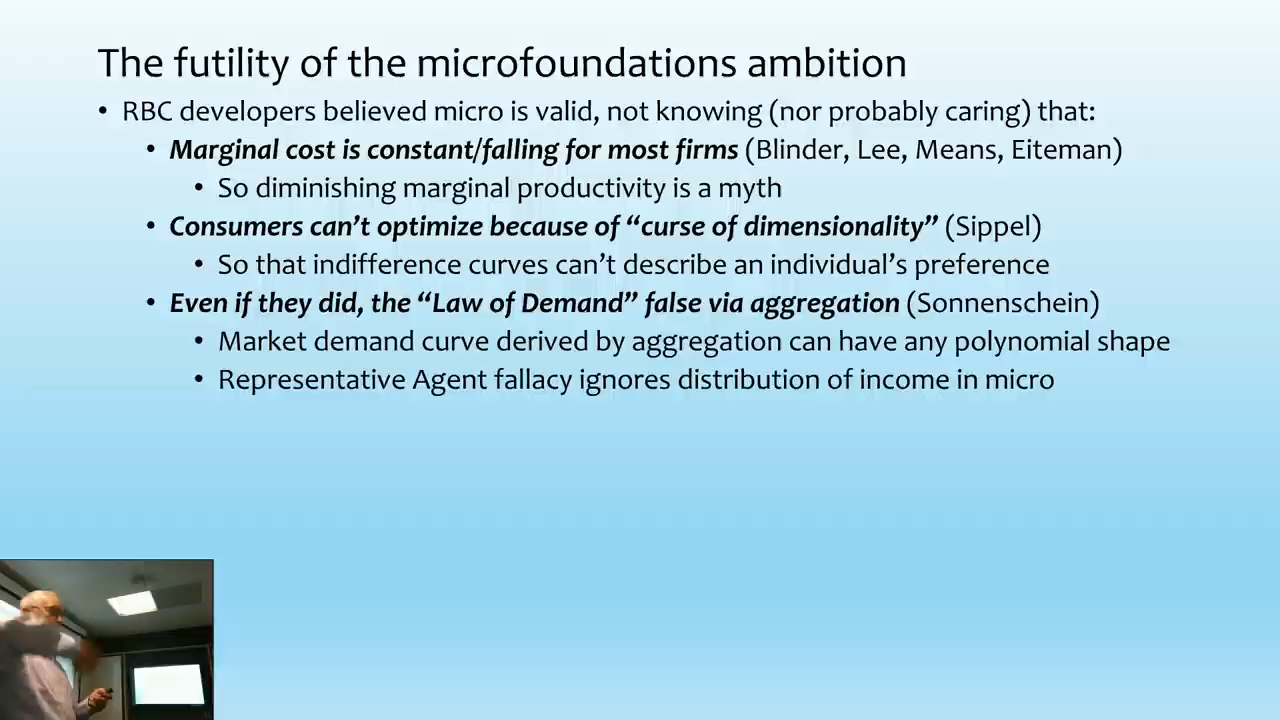 The futility of the microfoundations ambition
• RBC developers believed micro is valid, not knowing (nor probably caring) that:
• Marginal cost is constant/falling for most firms (Blinder, Lee, Means, Eiteman)
• So diminishing marginal productivity is a myth
• Consumers can’t optimize because of “curse of dimensionality” (Sippel)
• So that indifference curves can’t describe an individual’s preference
• Even if they did, the “Law of Demand” false via aggregation (Sonnenschein)
• Market demand curve derived by aggregation can have any polynomial shape
• Representative Agent fallacy ignores distribution of income in micro